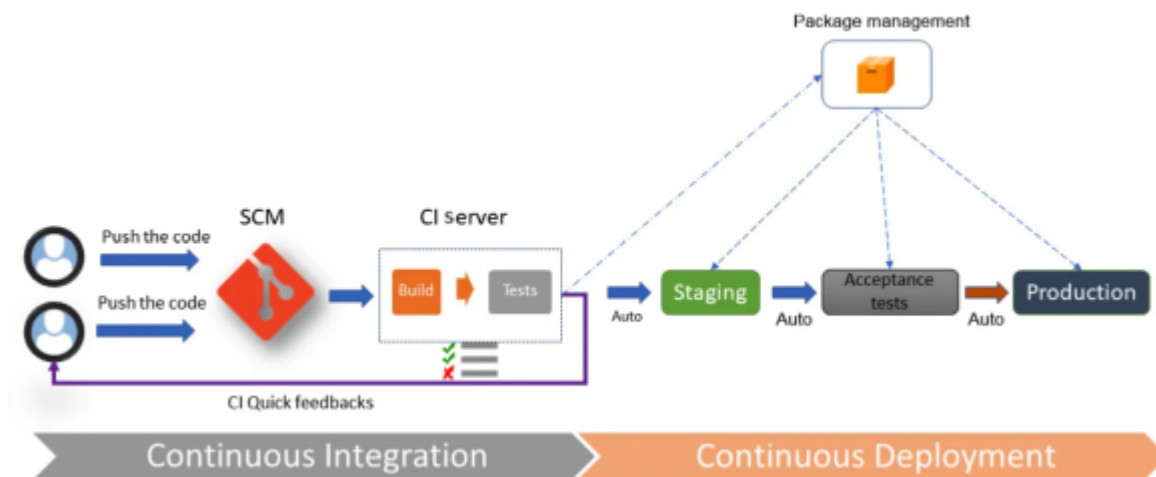 Package management
SCM
CI server
Push the code
Push the code
Build
Tests
Auto
Staging
Auto
Acceptance
tests
Auto
Production
CI Quick feedbacks
Continuous Integration
Continuous Deployment